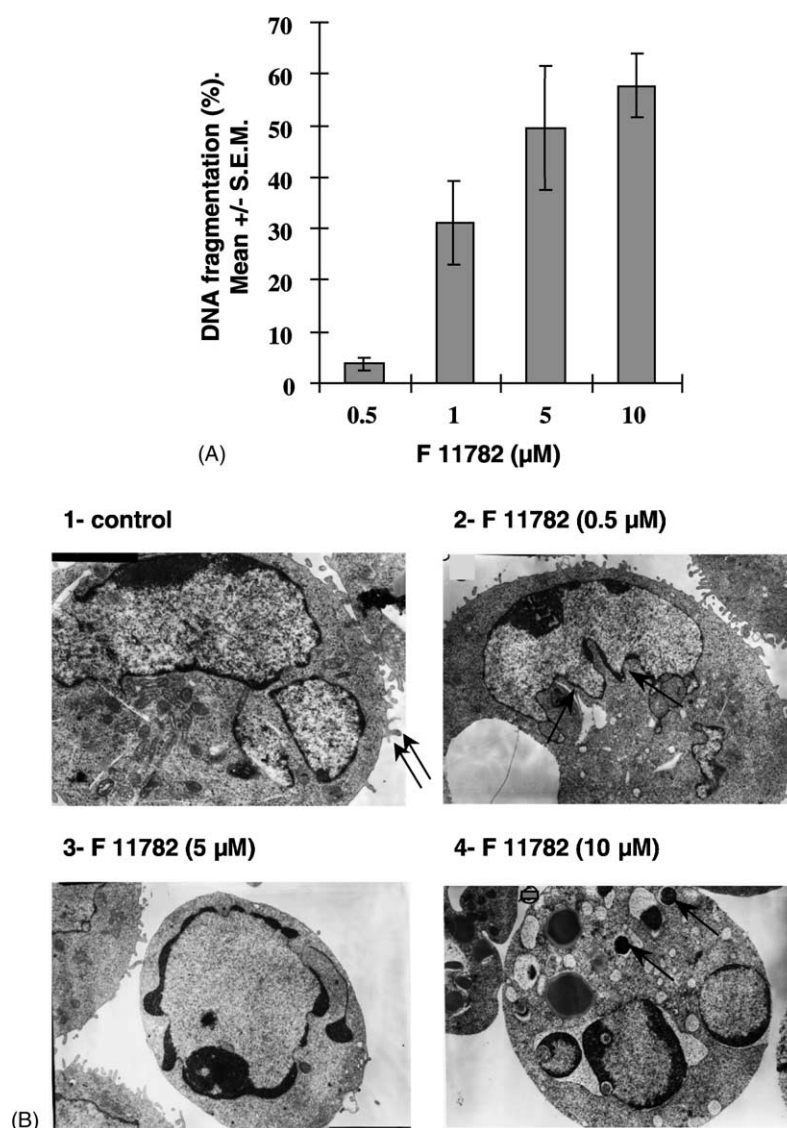 70
60
50
40
30
20
10
0
DNA fragmentation (%).
Mean +/- S.E.M.
0.5 1 5 10
F 11782 (µM)
(A)
1- control
2- F 11782 (0.5 µM)
3- F 11782 (5 µM)
4- F 11782 (10 µM)
(B)